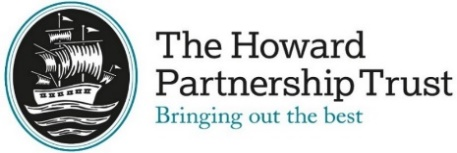 The Howard
Partnership Trust
Bringing out the best